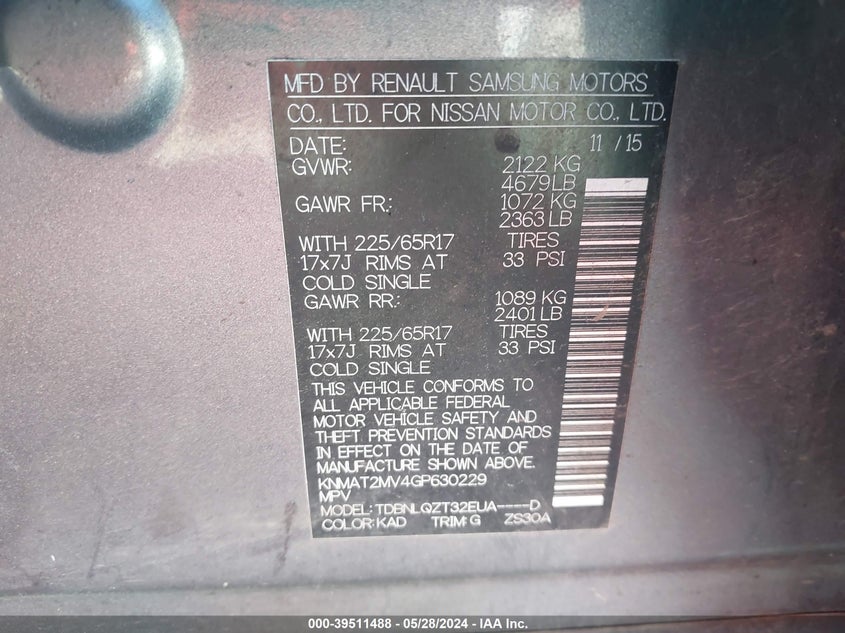 MFD BY RENAULT SAMSUNG MOTORS
CO., LTD. FOR NISSAN MOTOR CO., LTD.
DATE: 11 / 15
GVWR: 2122 KG
4679 LB
GAWR FR.: 1072 KG
2363 LB
WITH 225/65R17 TIRES
17x7J RIMS AT 33 PSI
COLD SINGLE
GAWR RR.: 1089 KG
2401 LB
WITH 225/65R17 TIRES
17x7J RIMS AT 33 PSI
COLD SINGLE
THIS VEHICLE CONFORMS TO
ALL APPLICABLE FEDERAL
MOTOR VEHICLE SAFETY AND
THEFT PREVENTION STANDARDS
IN EFFECT ON THE DATE OF
MANUFACTURE SHOWN ABOVE.
KNMAT2MV4GP630229
MPV
MODEL: TDBNLQZT32EUA-----D
COLOR: KAD TRIM: G ZS30A
000-39511488 - 05/28/2024 - IAA Inc.